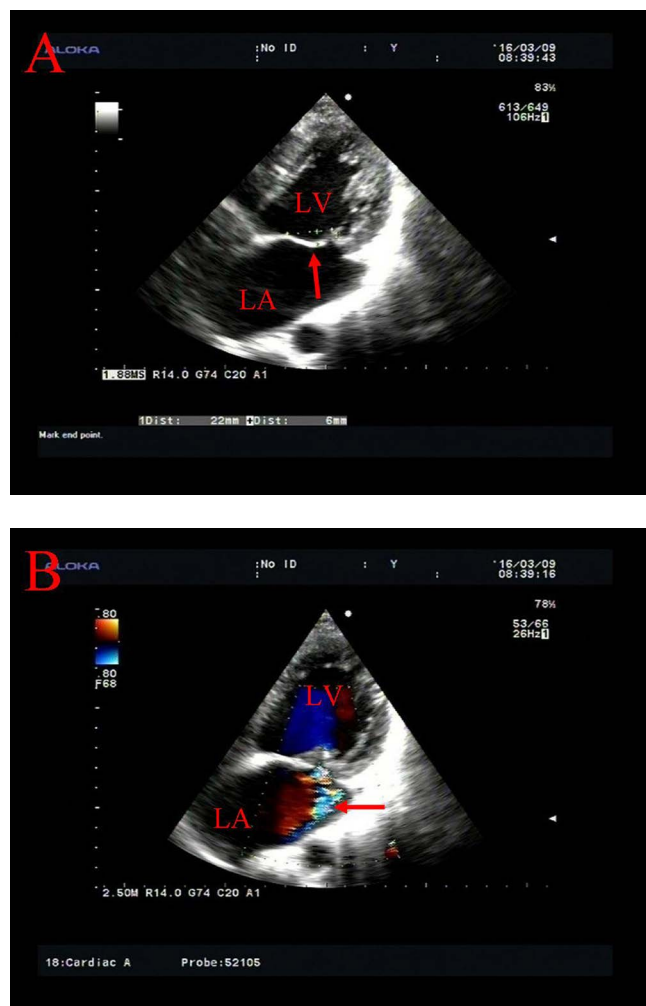 A
ALOKA
:No ID : Y '16/03/09
: : 08:39:43
83%
613/649
106Hz 1
LV
LA
1.88MS R14.0 G74 C20 A1
1Dist: 22mm +Dist: 6mm
Mark end point.
B
ALOKA
:No ID : Y '16/03/09
: : 08:39:16
78%
.80
53/66
26Hz 1
.80
F68
LV
LA
2.50M R14.0 G74 C20 A1
18:Cardiac A Probe:52105